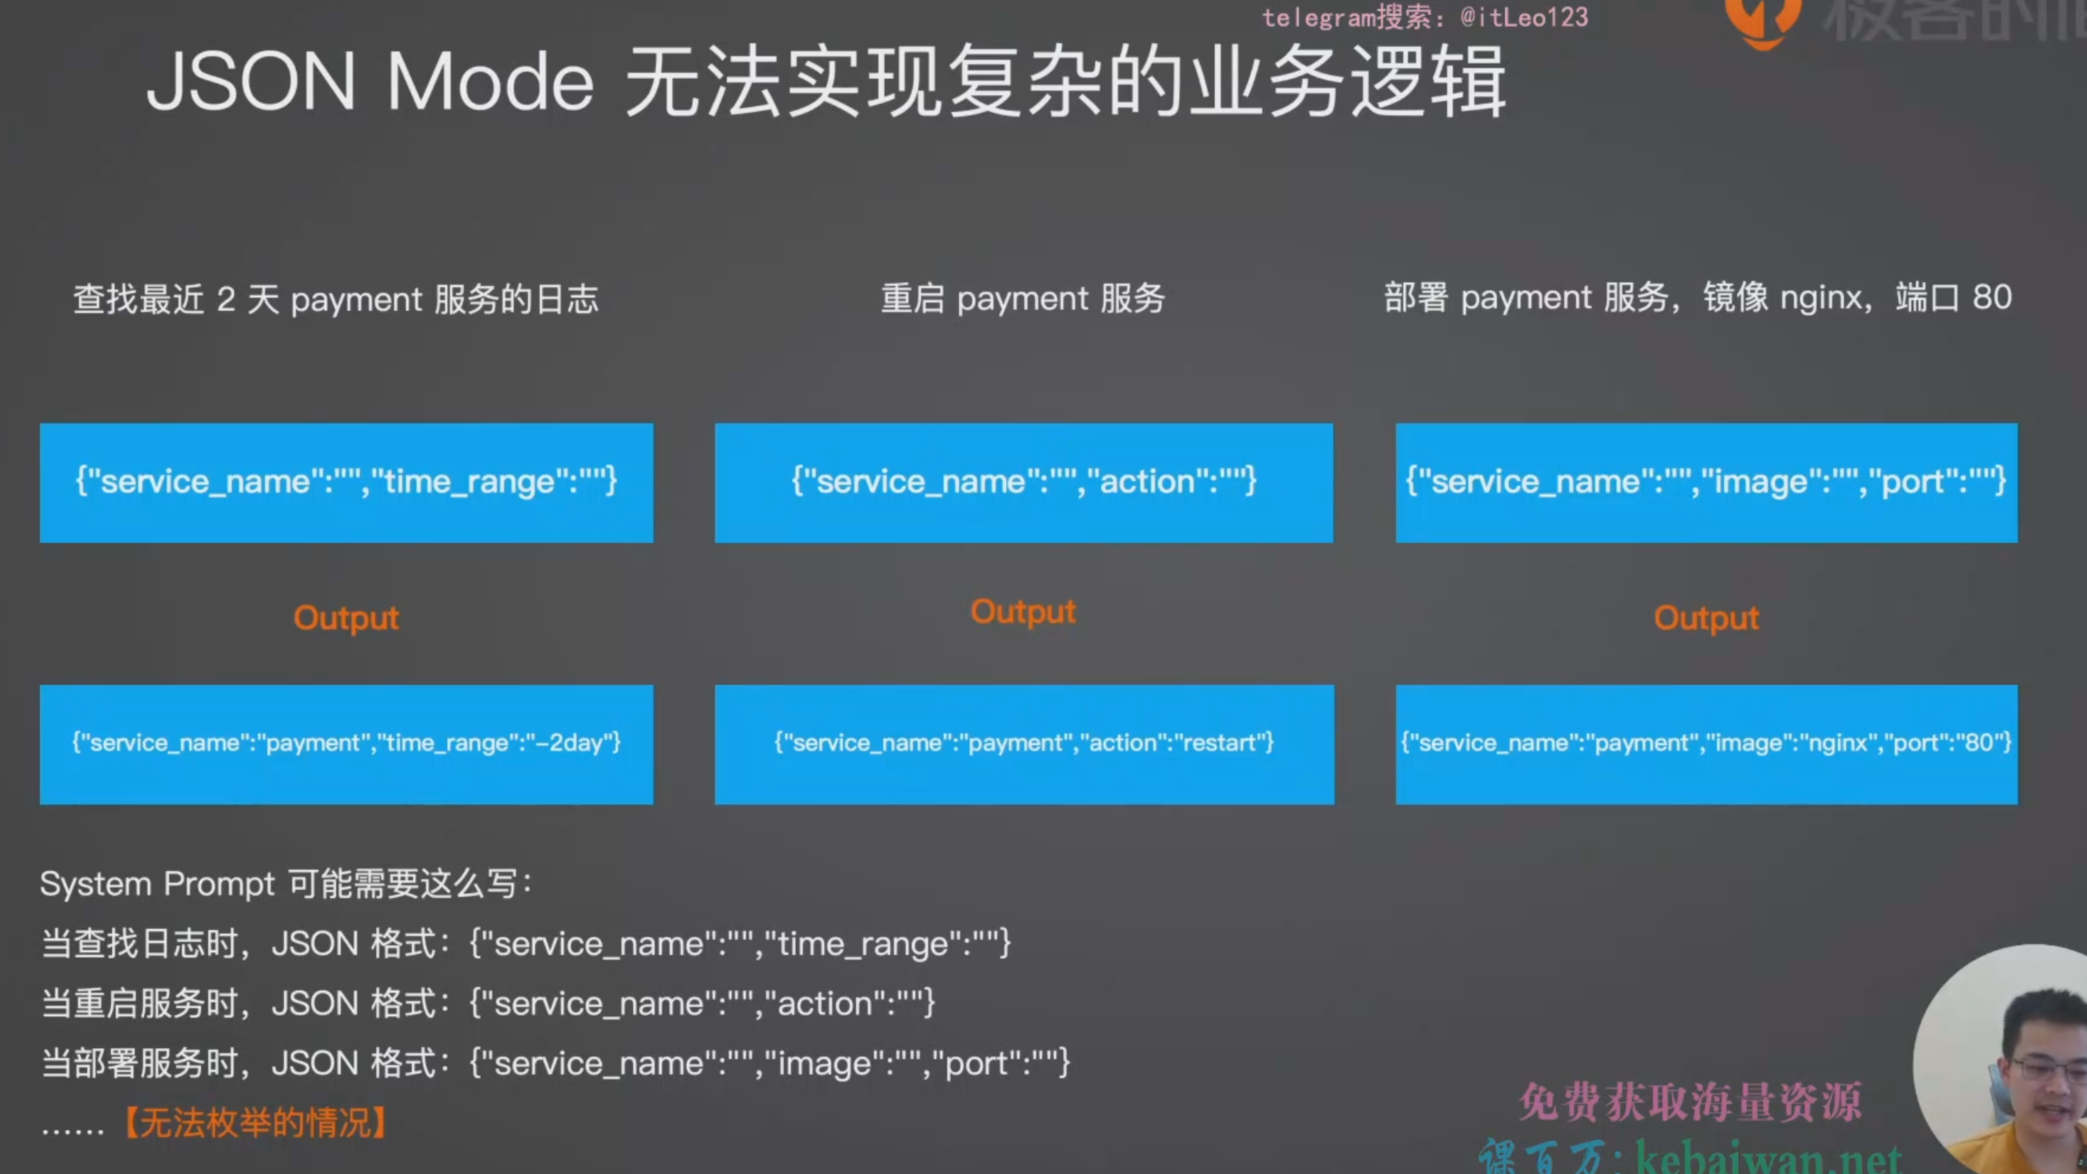 telegram搜索：@itLeo123
极客时间
JSON Mode 无法实现复杂的业务逻辑
查找最近 2 天 payment 服务的日志
重启 payment 服务
部署 payment 服务，镜像 nginx，端口 80
{"service_name":"","time_range":""}
{"service_name":"","action":""}
{"service_name":"","image":"","port":""}
Output
Output
Output
{"service_name":"payment","time_range":"-2day"}
{"service_name":"payment","action":"restart"}
{"service_name":"payment","image":"nginx","port":"80"}
System Prompt 可能需要这么写：
当查找日志时，JSON 格式：{"service_name":"","time_range":""}
当重启服务时，JSON 格式：{"service_name":"","action":""}
当部署服务时，JSON 格式：{"service_name":"","image":"","port":""}
......【无法枚举的情况】
免费获取海量资源
课百万：kebaiwan.net